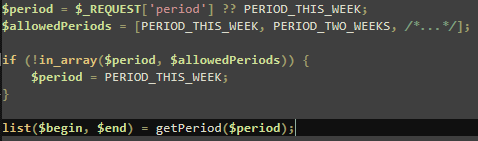 $period = $_REQUEST['period'] ?? PERIOD_THIS_WEEK;
$allowedPeriods = [PERIOD_THIS_WEEK, PERIOD_TWO_WEEKS, /*...*/];
if (!in_array($period, $allowedPeriods)) {
$period = PERIOD_THIS_WEEK;
}
list($begin, $end) = getPeriod($period);